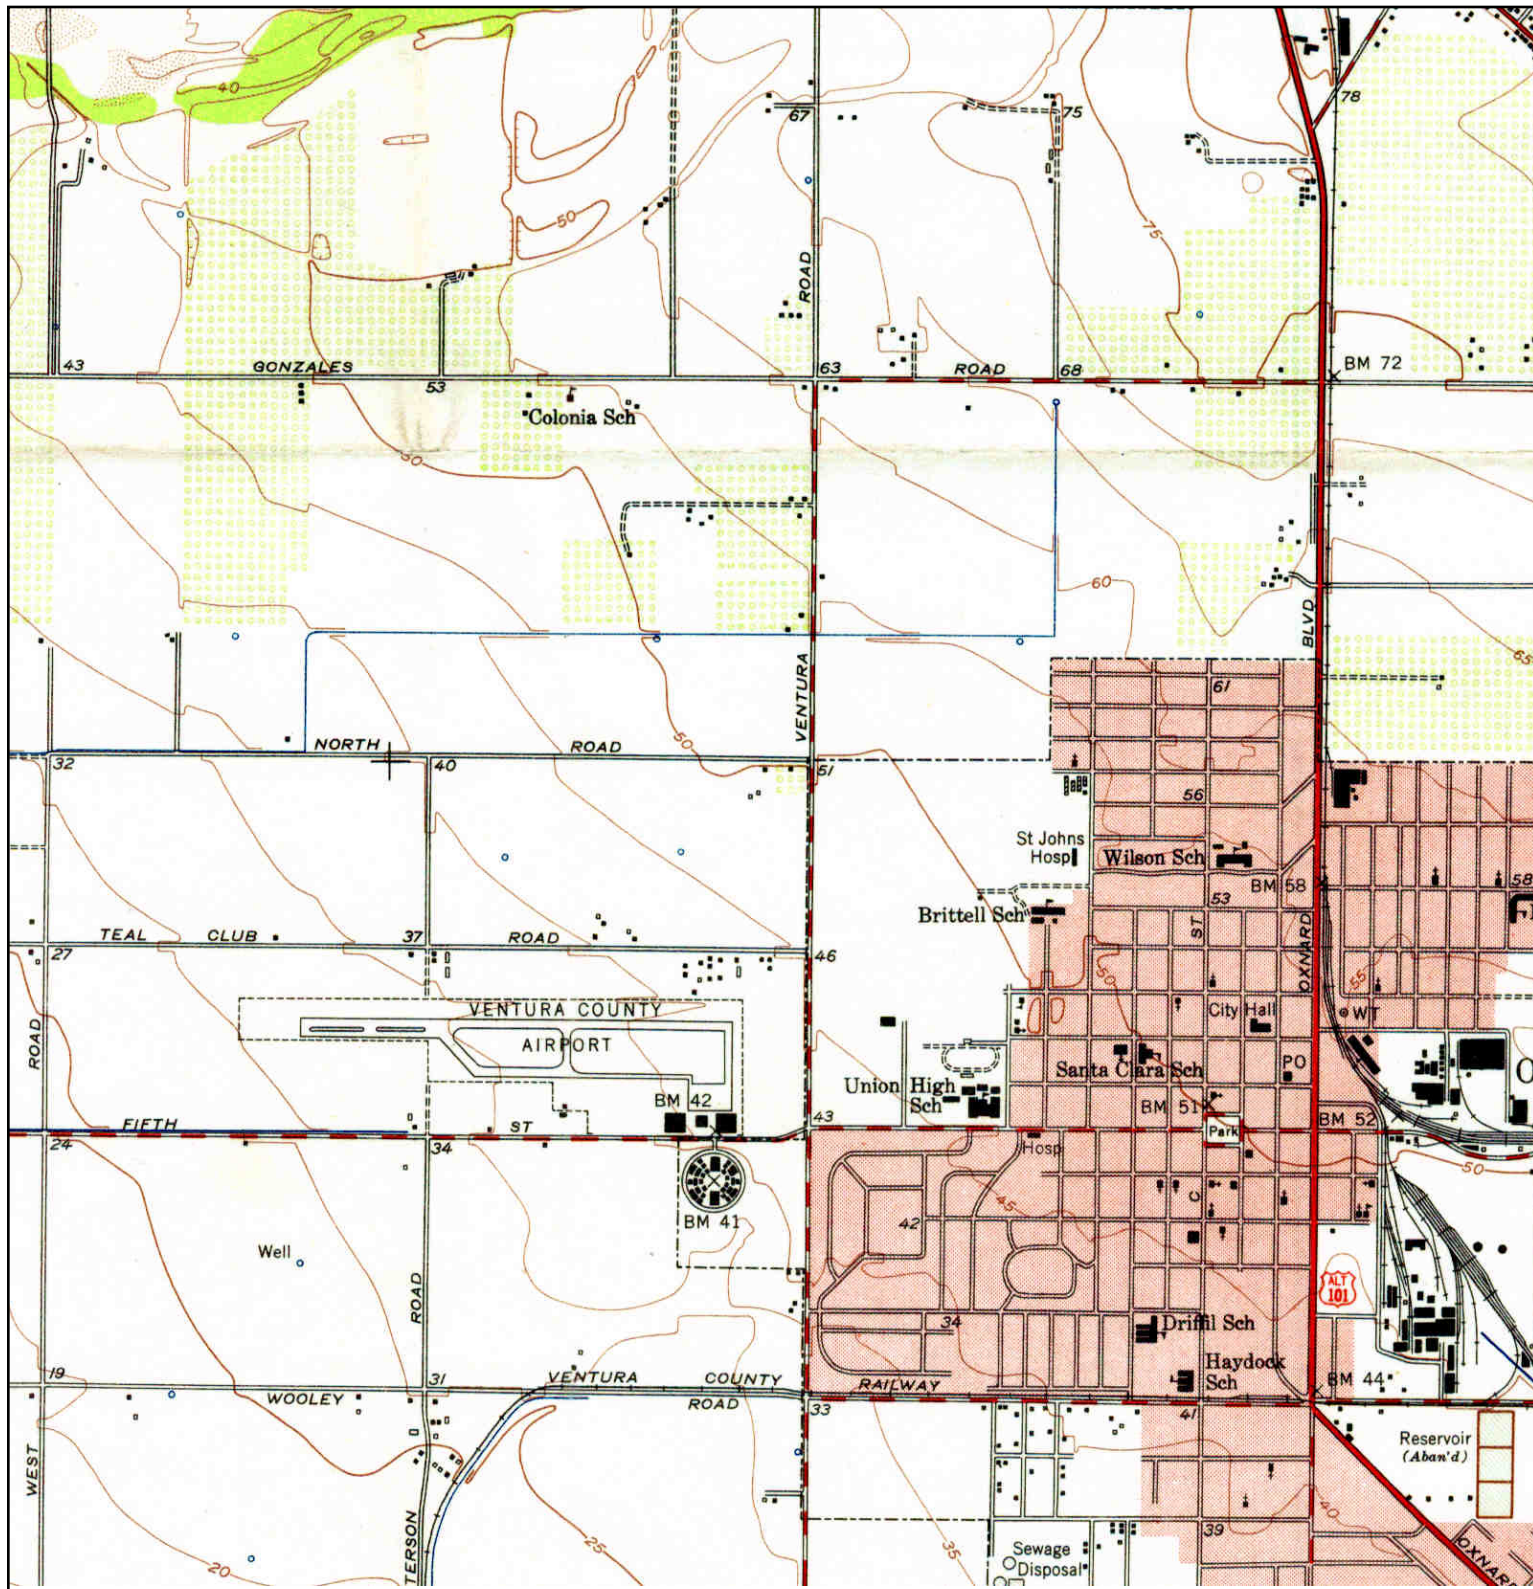 40
67
75
78
50
75
ROAD
43
GONZALES
53
63
ROAD
68
BM 72
Colonia Sch
50
60
BLVD
65
61
VENTURA
50
NORTH
ROAD
32
40
51
56
St Johns
Hosp
Wilson Sch
BM 58
58
Brittell Sch
53
ST
OXNARD
TEAL
CLUB
37
ROAD
27
46
50
55
VENTURA COUNTY
AIRPORT
City Hall
WT
ROAD
Santa Clara Sch
PO
Union High
Sch
BM 42
BM 51
BM 52
FIFTH
ST
43
Park
24
34
Hosp
50
45
C
42
BM 41
Well
ROAD
ALT
101
34
Driffil Sch
Haydock
Sch
19
31
VENTURA
COUNTY
RAILWAY
BM 44
WOOLEY
ROAD
33
41
Reservoir
(Aban'd)
WEST
TERSON
20
25
35
40
39
Sewage
Disposal
OXNAR